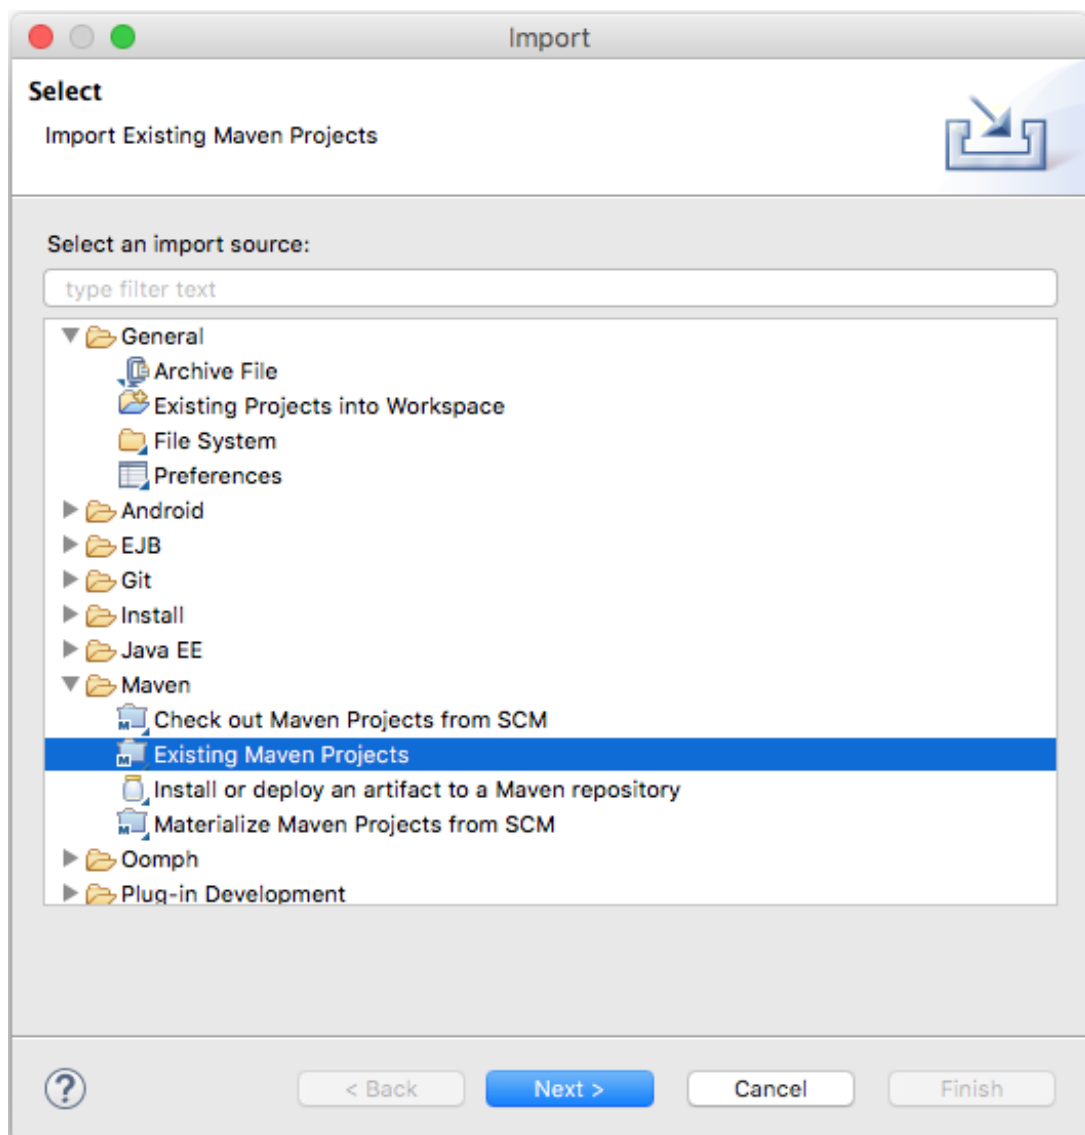 Import
Select
Import Existing Maven Projects
Select an import source:
type filter text
General
Archive File
Existing Projects into Workspace
File System
Preferences
Android
EJB
Git
Install
Java EE
Maven
Check out Maven Projects from SCM
Existing Maven Projects
Install or deploy an artifact to a Maven repository
Materialize Maven Projects from SCM
Oomph
Plug-in Development
? < Back Next > Cancel Finish